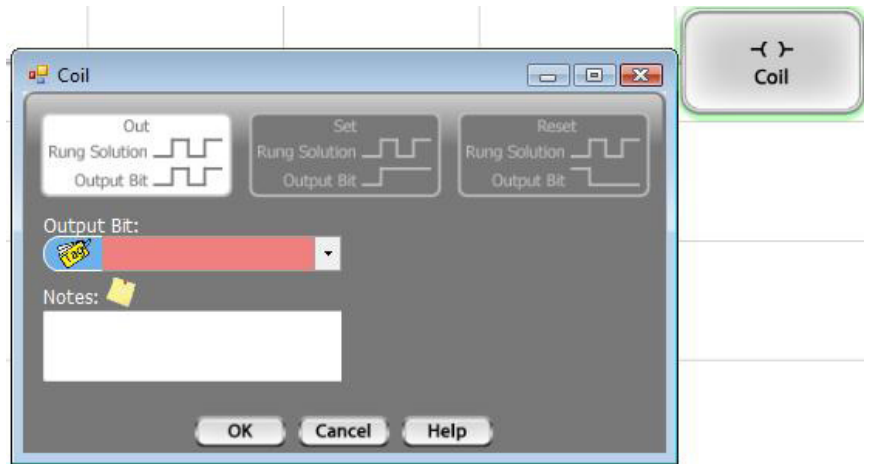 Coil
Out
Rung Solution
Output Bit
Set
Rung Solution
Output Bit
Reset
Rung Solution
Output Bit
Output Bit:
Tag
Notes:
OK
Cancel
Help
-( )-
Coil